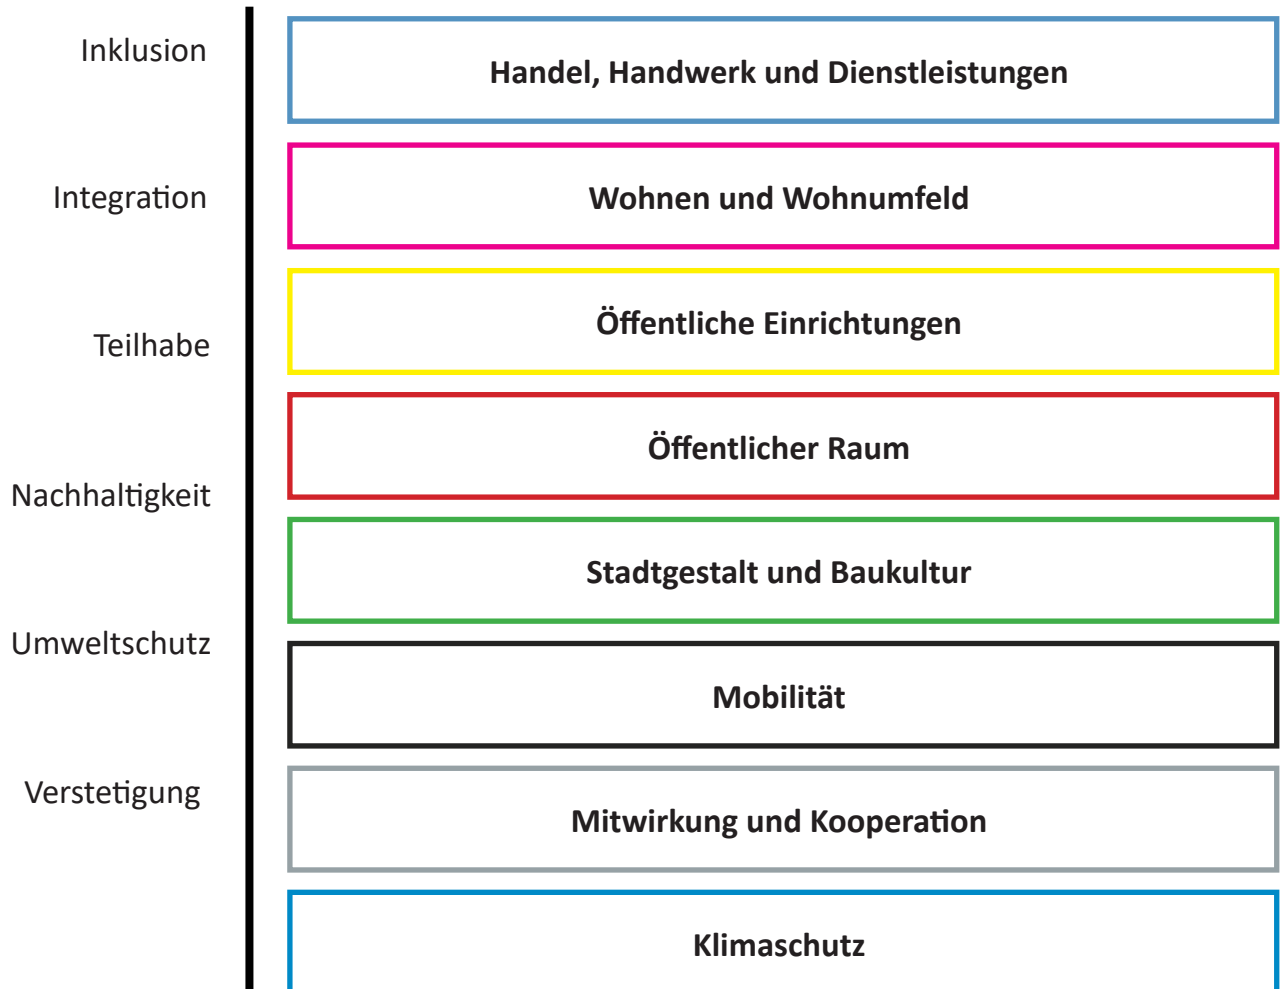 Inklusion
Integration
Teilhabe
Nachhaltigkeit
Umweltschutz
Verstetigung
Handel, Handwerk und Dienstleistungen
Wohnen und Wohnumfeld
Öffentliche Einrichtungen
Öffentlicher Raum
Stadtgestalt und Baukultur
Mobilität
Mitwirkung und Kooperation
Klimaschutz